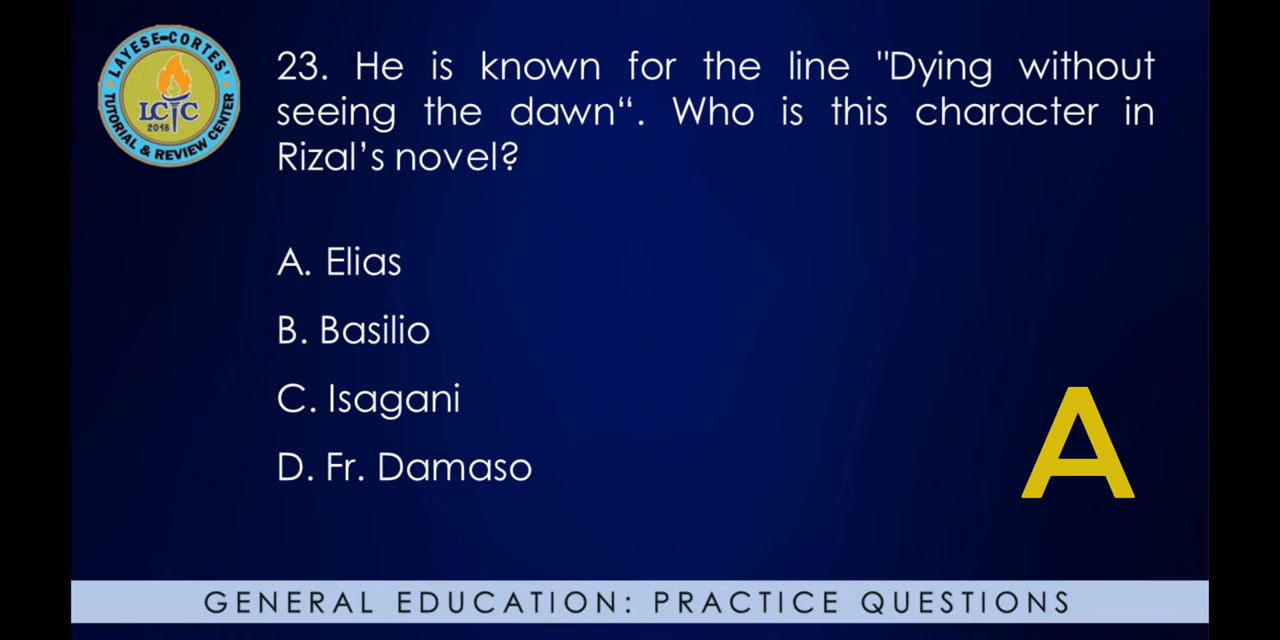 LAYESE-CORTES'
LCTC
2018
TUTORIAL & REVIEW CENTER
23. He is known for the line "Dying without
seeing the dawn“. Who is this character in
Rizal’s novel?
A. Elias
B. Basilio
C. Isagani
D. Fr. Damaso
A
GENERAL EDUCATION: PRACTICE QUESTIONS